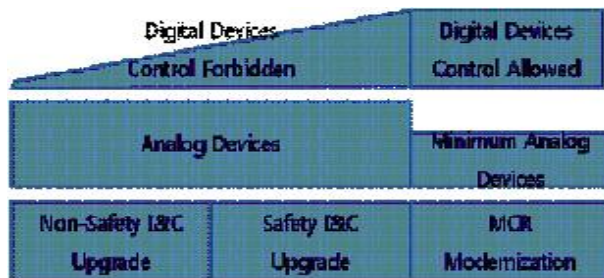 Digital Devices
Control Forbidden
Digital Devices
Control Allowed
Analog Devices
Minimum Analog
Devices
Non-Safety I&C
Upgrade
Safety I&C
Upgrade
MCR
Modernization